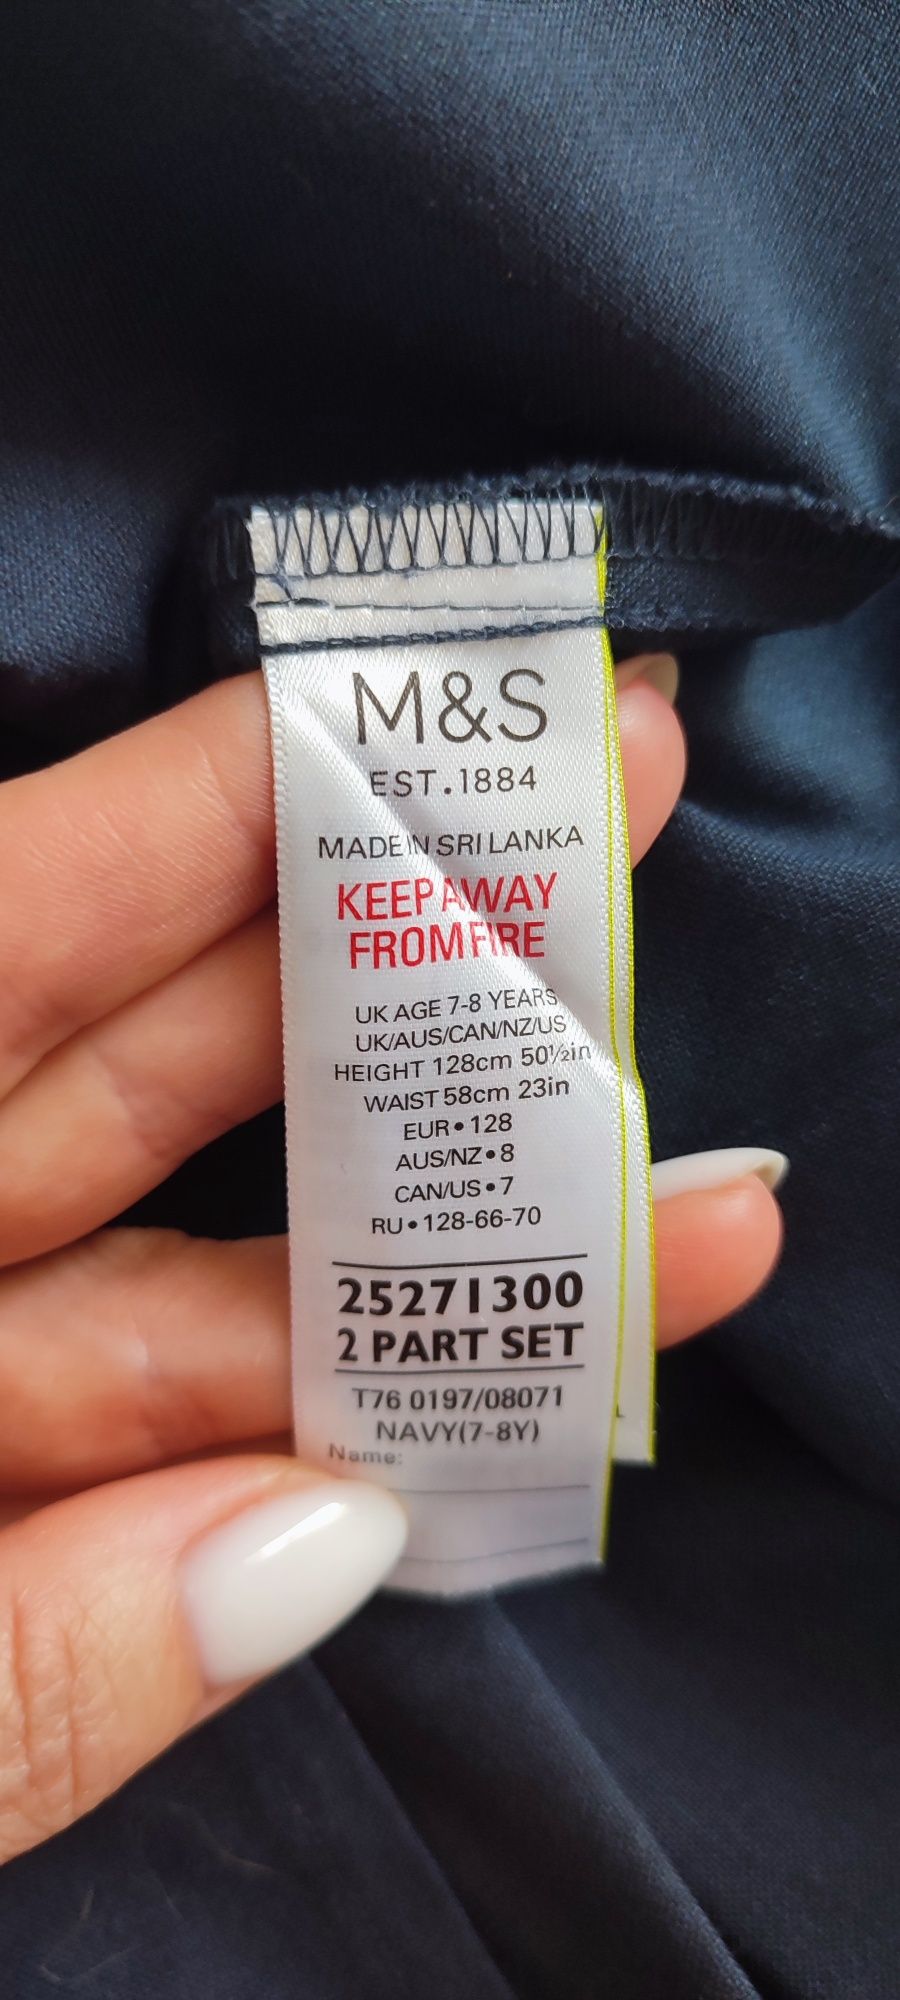 M&S
EST.1884
MADE IN SRI LANKA
KEEP AWAY
FROM FIRE
UK AGE 7-8 YEARS
UK/AUS/CAN/NZ/US
HEIGHT 128cm 50½in
WAIST 58cm 23in
EUR•128
AUS/NZ•8
CAN/US•7
RU•128-66-70
25271300
2 PART SET
T76 0197/08071
NAVY(7-8Y)
Name: